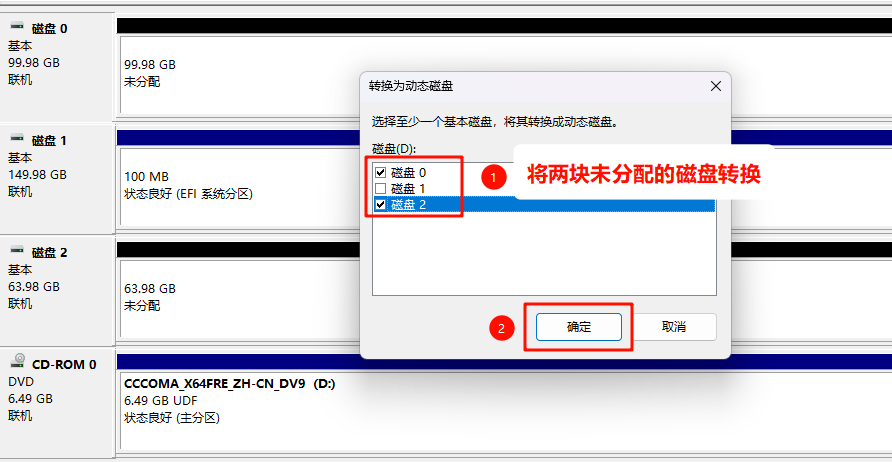 磁盘 0
基本
99.98 GB
联机
99.98 GB
未分配
磁盘 1
基本
149.98 GB
联机
100 MB
状态良好 (EFI 系统分区)
磁盘 2
基本
63.98 GB
联机
63.98 GB
未分配
CD-ROM 0
DVD
6.49 GB
联机
CCCOMA_X64FRE_ZH-CN_DV9 (D:)
6.49 GB UDF
状态良好 (主分区)
转换为动态磁盘
选择至少一个基本磁盘，将其转换成动态磁盘。
磁盘(D):
磁盘 0
磁盘 1
磁盘 2
1
将两块未分配的磁盘转换
2
确定
取消